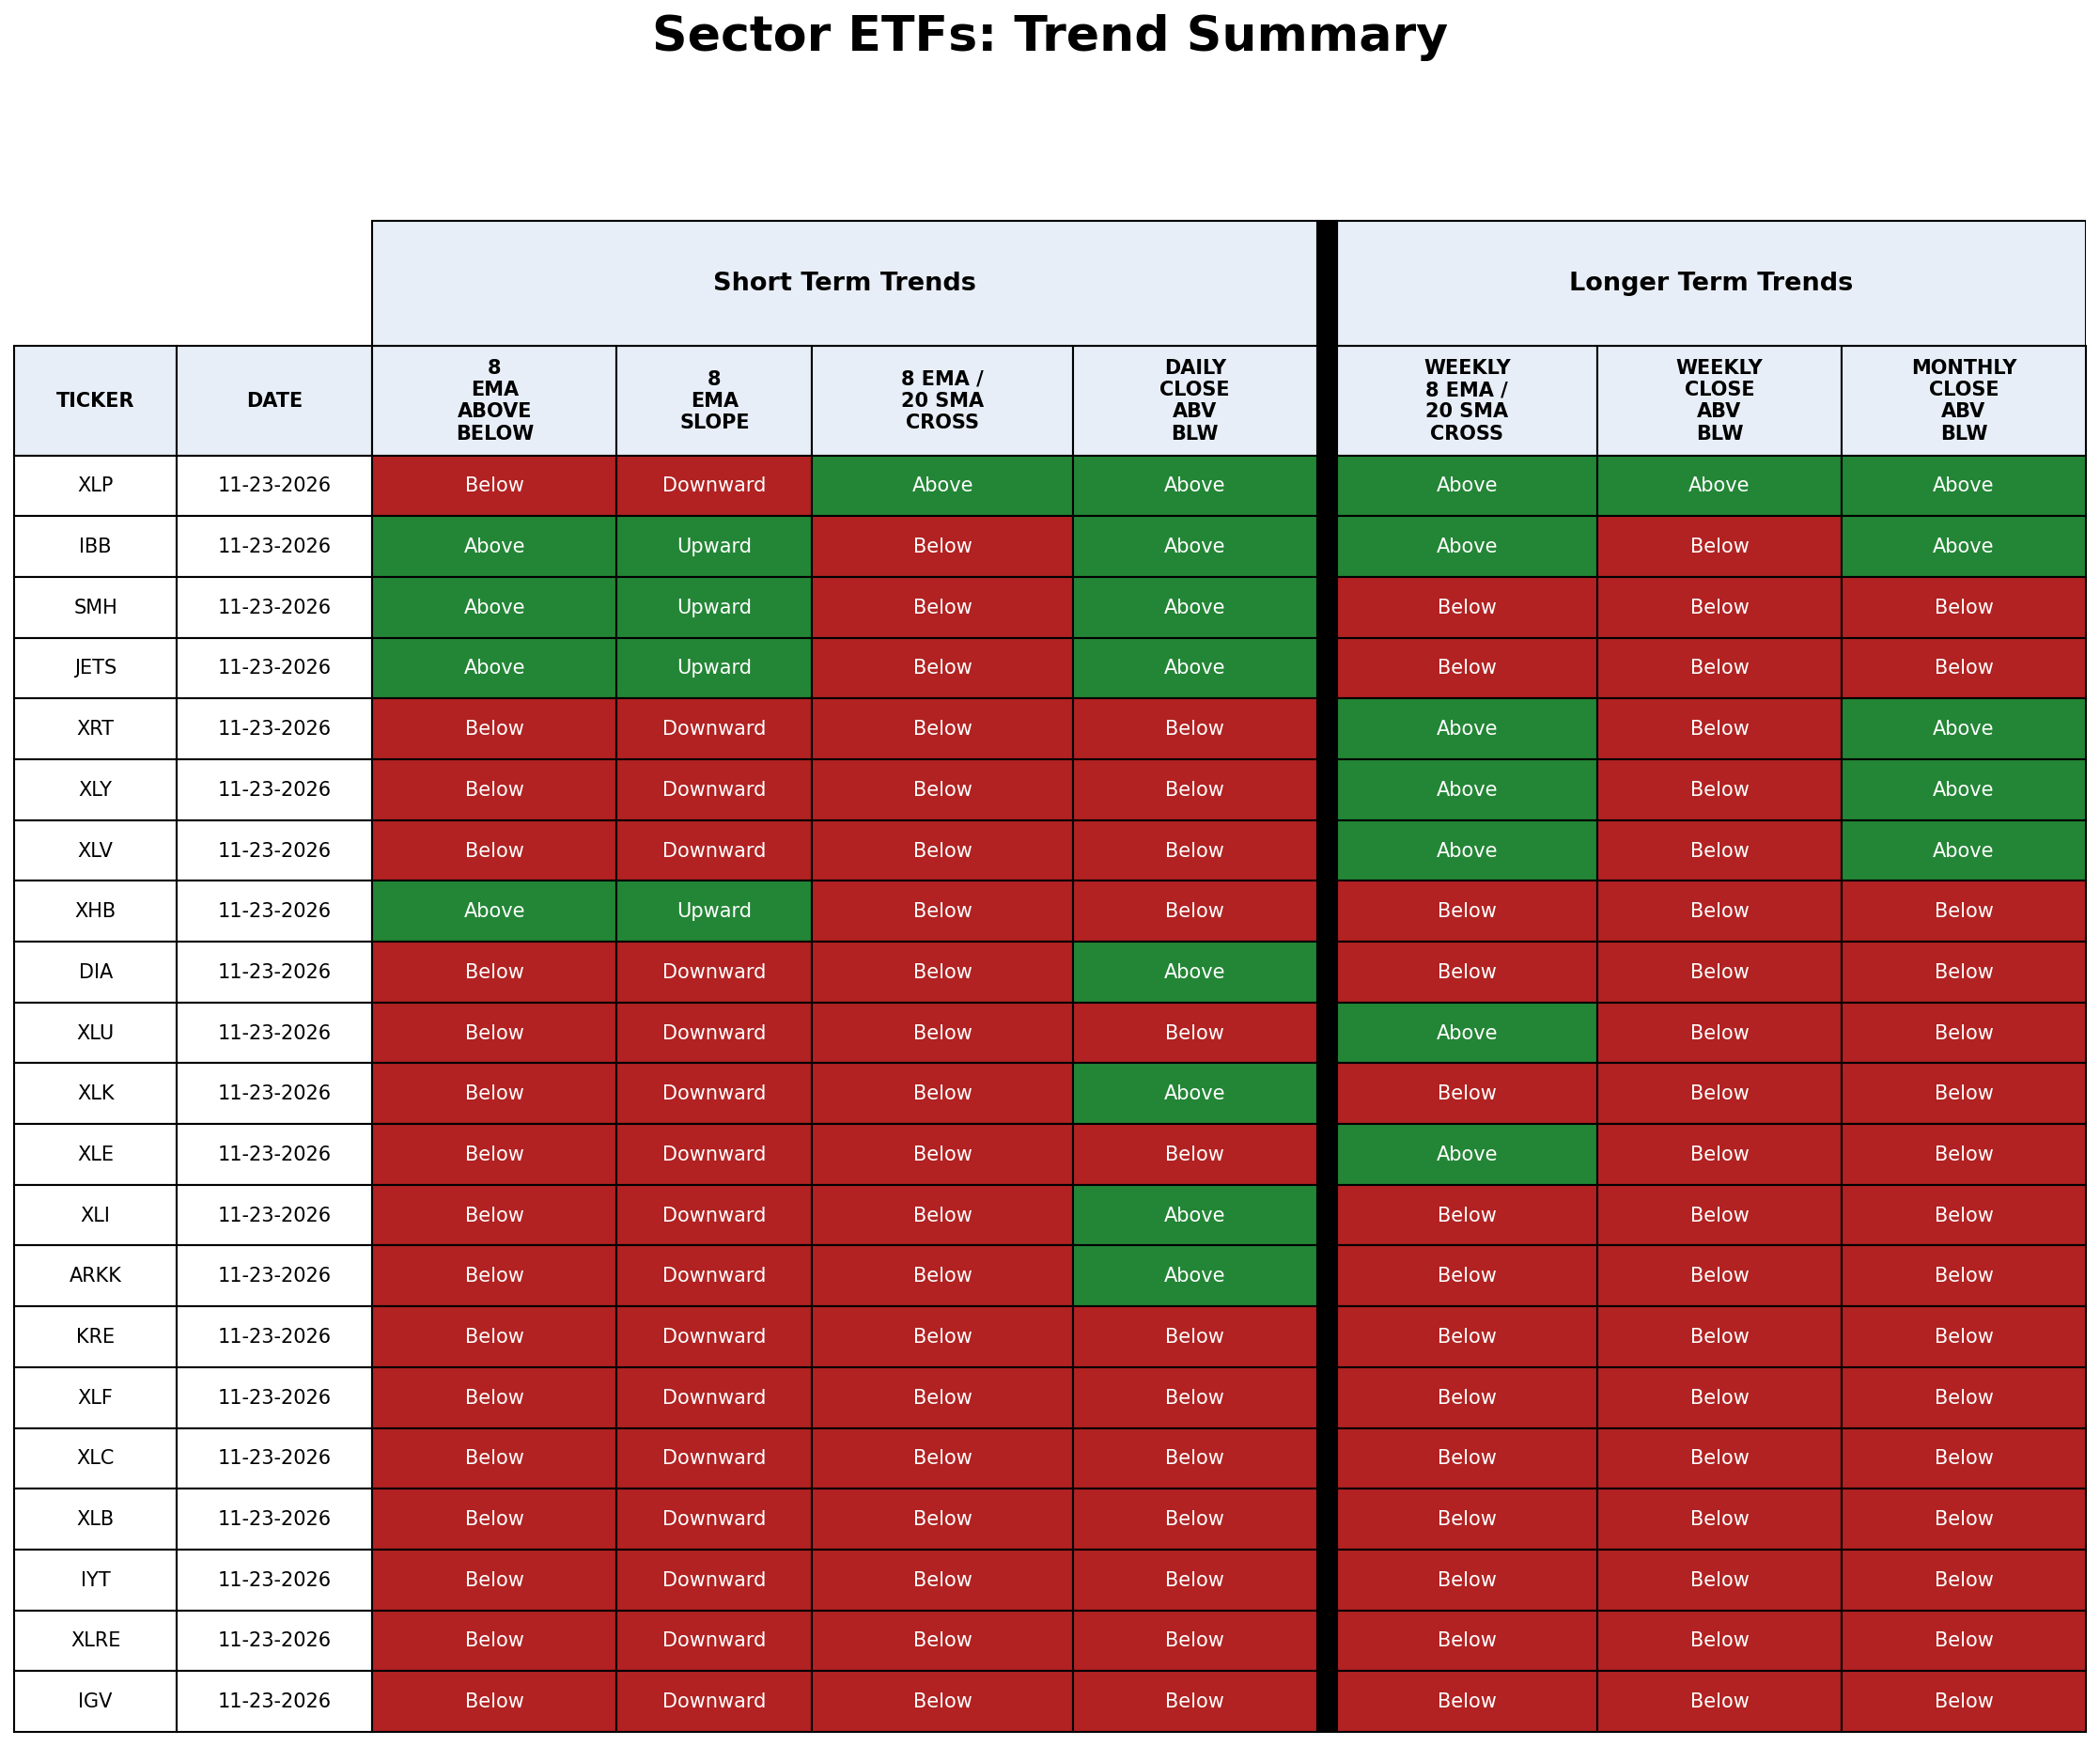 Sector ETFs: Trend Summary
Short Term Trends Longer Term Trends
TICKER DATE 8 EMA ABOVE BELOW 8 EMA SLOPE 8 EMA / 20 SMA CROSS DAILY CLOSE ABV BLW WEEKLY 8 EMA / 20 SMA CROSS WEEKLY CLOSE ABV BLW MONTHLY CLOSE ABV BLW
XLP 11-23-2026 Below Downward Above Above Above Above Above
IBB 11-23-2026 Above Upward Below Above Above Below Above
SMH 11-23-2026 Above Upward Below Above Below Below Below
JETS 11-23-2026 Above Upward Below Above Below Below Below
XRT 11-23-2026 Below Downward Below Below Above Below Above
XLY 11-23-2026 Below Downward Below Below Above Below Above
XLV 11-23-2026 Below Downward Below Below Above Below Above
XHB 11-23-2026 Above Upward Below Below Below Below Below
DIA 11-23-2026 Below Downward Below Above Below Below Below
XLU 11-23-2026 Below Downward Below Below Above Below Below
XLK 11-23-2026 Below Downward Below Above Below Below Below
XLE 11-23-2026 Below Downward Below Below Above Below Below
XLI 11-23-2026 Below Downward Below Above Below Below Below
ARKK 11-23-2026 Below Downward Below Above Below Below Below
KRE 11-23-2026 Below Downward Below Below Below Below Below
XLF 11-23-2026 Below Downward Below Below Below Below Below
XLC 11-23-2026 Below Downward Below Below Below Below Below
XLB 11-23-2026 Below Downward Below Below Below Below Below
IYT 11-23-2026 Below Downward Below Below Below Below Below
XLRE 11-23-2026 Below Downward Below Below Below Below Below
IGV 11-23-2026 Below Downward Below Below Below Below Below